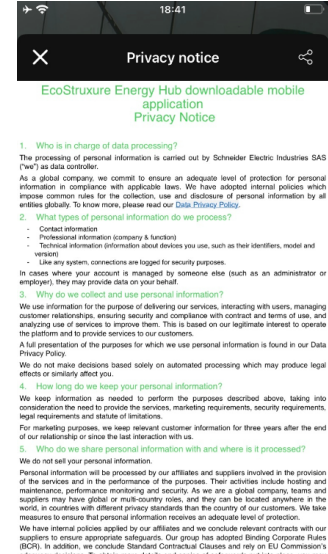 18:41
Privacy notice
EcoStruxure Energy Hub downloadable mobile
application
Privacy Notice
1. Who is in charge of data processing?
The processing of personal information is carried out by Schneider Electric Industries SAS
("we") as data controller.
As a global company, we commit to ensure an adequate level of protection for personal
information in compliance with applicable laws. We have adopted internal policies which
impose common rules for the collection, use and disclosure of personal information by all
entities globally. To know more, please read our Data Privacy Policy.
2. What types of personal information do we process?
- Contact information
- Professional information (company & function)
- Technical information (information about devices you use, such as their identifiers, model and
version)
- Like any system, connections are logged for security purposes.
In cases where your account is managed by someone else (such as an administrator or
employer), they may provide data on your behalf.
3. Why do we collect and use personal information?
We use information for the purpose of delivering our services, interacting with users, managing
customer relationships, ensuring security and compliance with contract and terms of use, and
analyzing use of services to improve them. This is based on our legitimate interest to operate
the platform and to provide services to our customers.
A full presentation of the purposes for which we use personal information is found in our Data
Privacy Policy.
We do not make decisions based solely on automated processing which may produce legal
effects or similarly affect you.
4. How long do we keep your personal information?
We keep information as needed to perform the purposes described above, taking into
consideration the need to provide the services, marketing requirements, security requirements,
legal requirements and statute of limitations.
For marketing purposes, we keep relevant customer information for three years after the end
of our relationship or since the last interaction with us.
5. Who do we share personal information with and where is it processed?
We do not sell your personal information.
Personal information will be processed by our affiliates and suppliers involved in the provision
of the services and in the performance of the purposes. Their activities include hosting and
maintenance, performance monitoring and security. As we are a global company, teams and
suppliers may have global or multi-country roles, and they can be located anywhere in the
world, in countries with different privacy standards than the country of our customers. We take
measures to ensure that personal information receives an adequate level of protection.
We have internal policies applied by our affiliates and we conclude relevant contracts with our
suppliers to ensure appropriate safeguards. Our group has adopted Binding Corporate Rules
(BCR). In addition, we conclude Standard Contractual Clauses and rely on EU Commission's